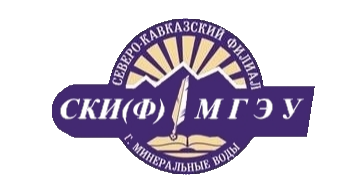 СЕВЕРО-КАВКАЗСКИЙ ФИЛИАЛ
СКИ(Ф) МГЭУ
Г. МИНЕРАЛЬНЫЕ ВОДЫ